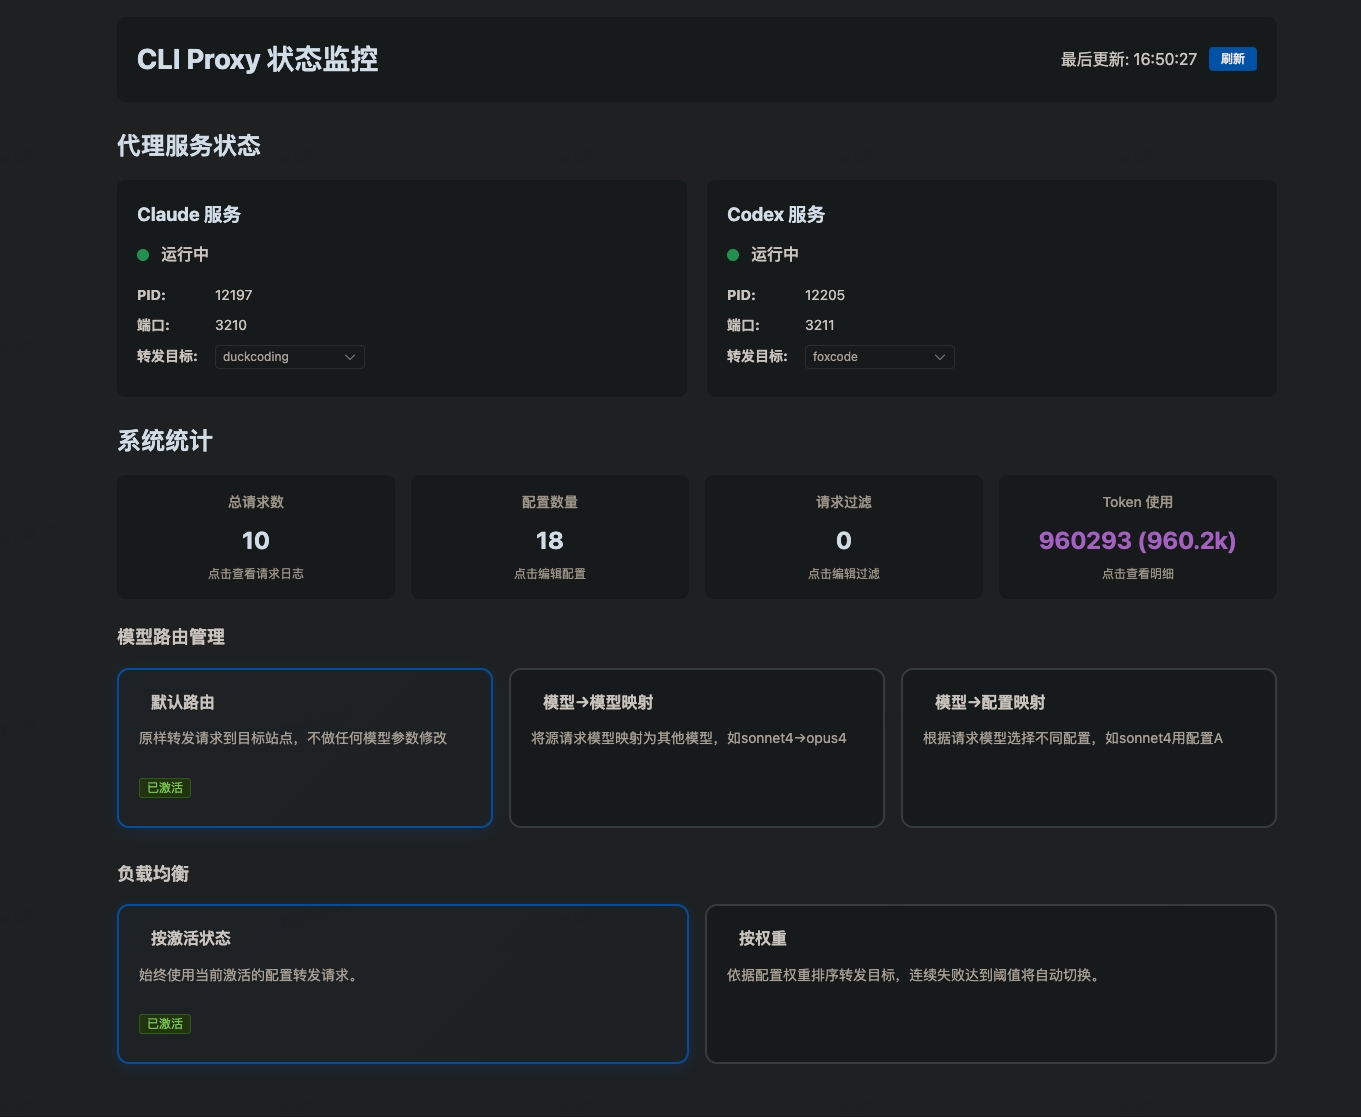 CLI Proxy 状态监控
最后更新: 16:50:27 刷新
代理服务状态
Claude 服务
运行中
PID: 12197
端口: 3210
转发目标: duckcoding
Codex 服务
运行中
PID: 12205
端口: 3211
转发目标: foxcode
系统统计
总请求数
10
点击查看请求日志
配置数量
18
点击编辑配置
请求过滤
0
点击编辑过滤
Token 使用
960293 (960.2k)
点击查看明细
模型路由管理
默认路由
原样转发请求到目标站点，不做任何模型参数修改
已激活
模型→模型映射
将源请求模型映射为其他模型，如sonnet4→opus4
模型→配置映射
根据请求模型选择不同配置，如sonnet4用配置A
负载均衡
按激活状态
始终使用当前激活的配置转发请求。
已激活
按权重
依据配置权重排序转发目标，连续失败达到阈值将自动切换。